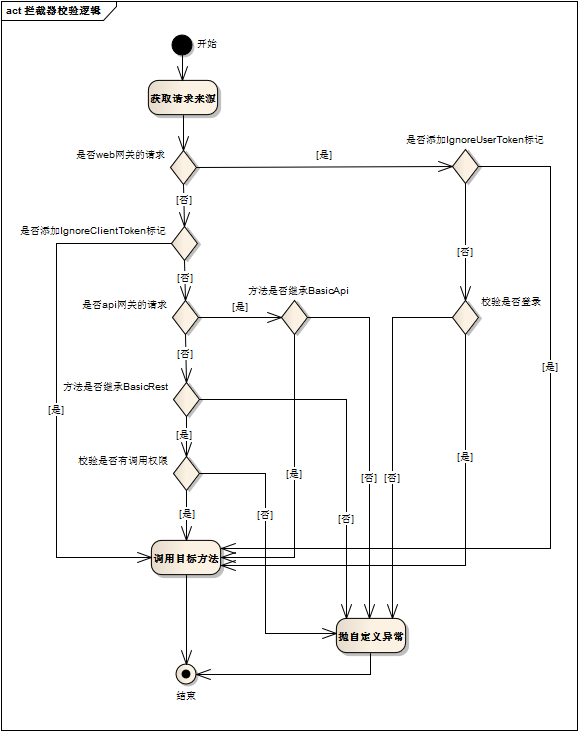 act 拦截器校验逻辑
开始
获取请求来源
是否web网关的请求
[是]
是否添加IgnoreUserToken标记
[否]
是否添加IgnoreClientToken标记
[否]
[否]
方法是否继承BasicApi
是否api网关的请求
[是]
校验是否登录
[否]
[是]
方法是否继承BasicRest
[是]
[是]
校验是否有调用权限
[是]
[是]
[否]
[否]
[是]
[否]
[否]
调用目标方法
抛自定义异常
结束